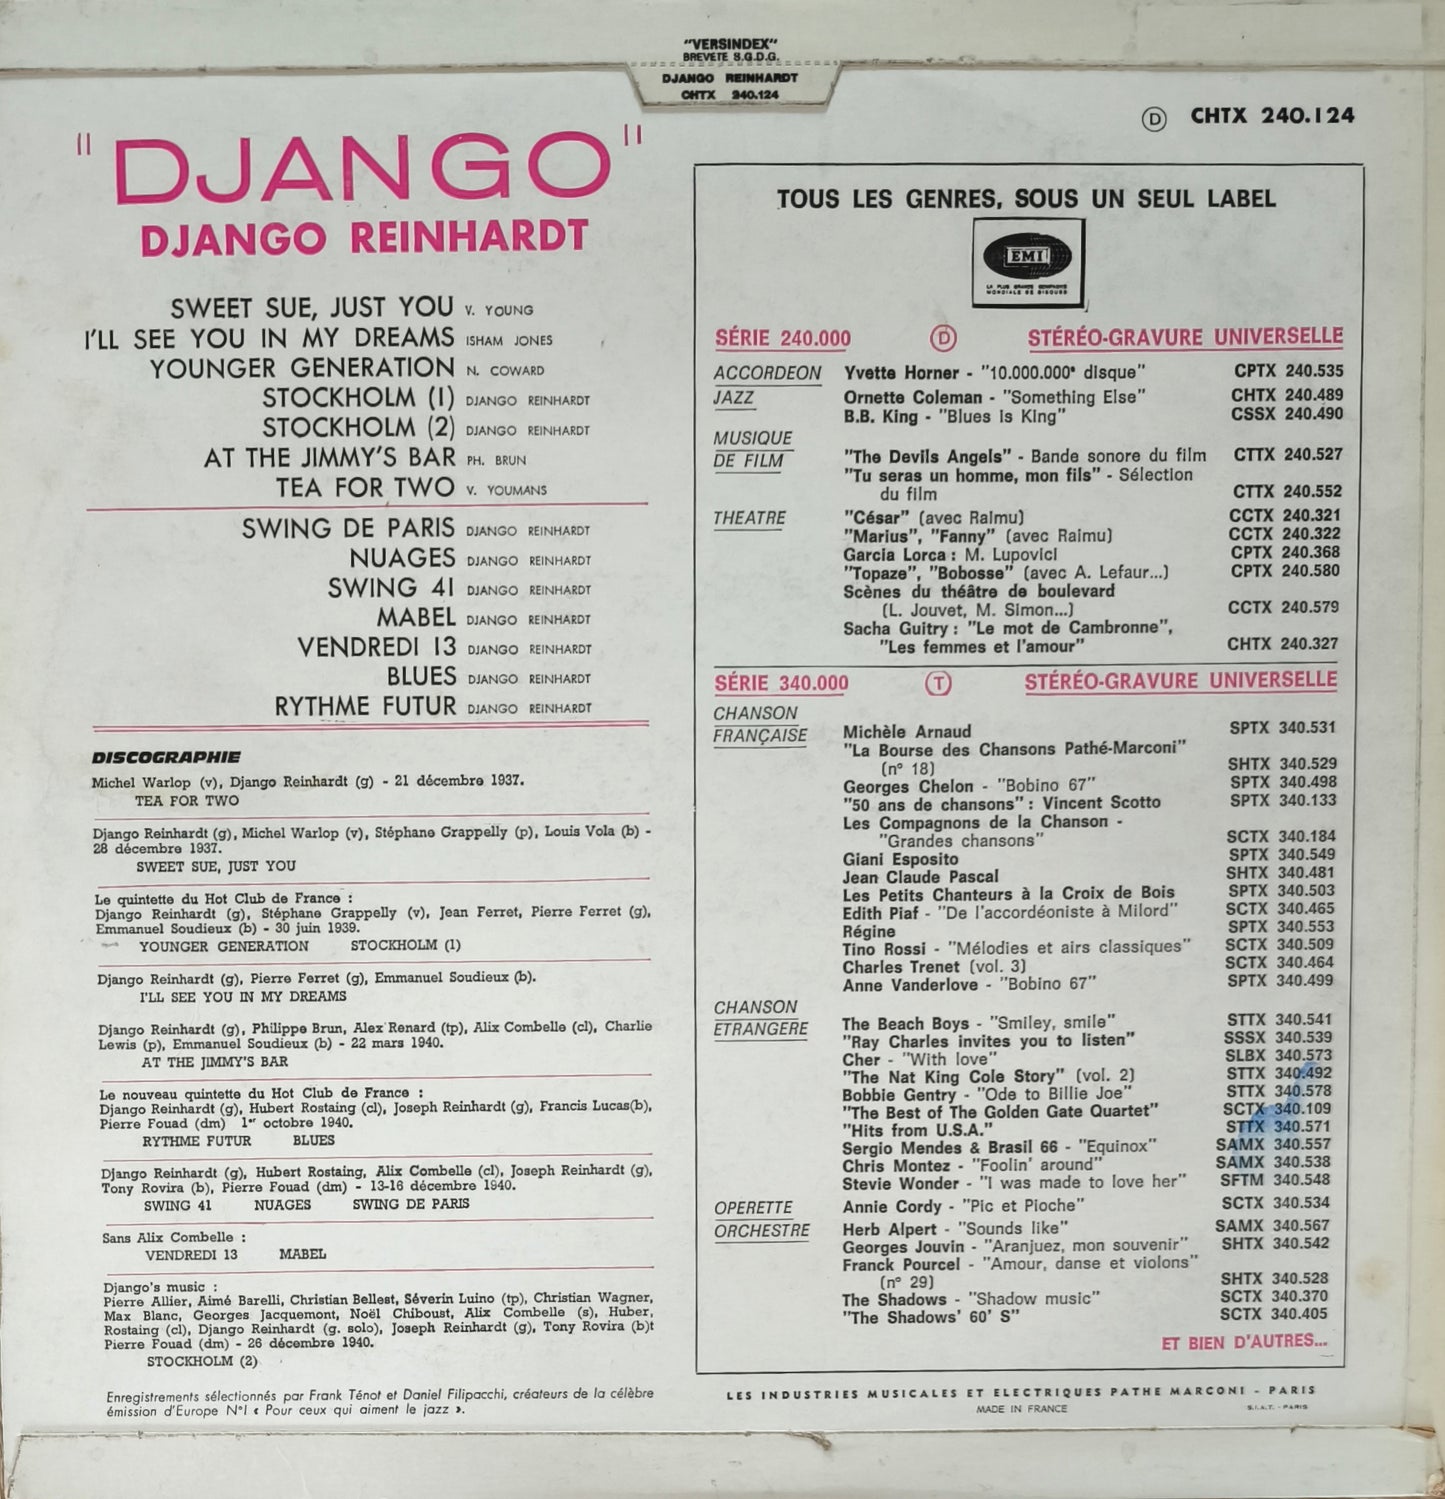 "VERSINDEX"
BREVETE S.G.D.G.
DJANGO REINHARDT
CHTX 240.124
Ⓓ CHTX 240.124
"DJANGO"
DJANGO REINHARDT
SWEET SUE, JUST YOU V. YOUNG
I'LL SEE YOU IN MY DREAMS ISHAM JONES
YOUNGER GENERATION N. COWARD
STOCKHOLM (1) DJANGO REINHARDT
STOCKHOLM (2) DJANGO REINHARDT
AT THE JIMMY'S BAR PH. BRUN
TEA FOR TWO V. YOUMANS
SWING DE PARIS DJANGO REINHARDT
NUAGES DJANGO REINHARDT
SWING 41 DJANGO REINHARDT
MABEL DJANGO REINHARDT
VENDREDI 13 DJANGO REINHARDT
BLUES DJANGO REINHARDT
RYTHME FUTUR DJANGO REINHARDT
DISCOGRAPHIE
Michel Warlop (v), Django Reinhardt (g) - 21 décembre 1937.
TEA FOR TWO
Django Reinhardt (g), Michel Warlop (v), Stéphane Grappelly (p), Louis Vola (b) -
28 décembre 1937.
SWEET SUE, JUST YOU
Le quintette du Hot Club de France :
Django Reinhardt (g), Stéphane Grappelly (v), Jean Ferret, Pierre Ferret (g),
Emmanuel Soudieux (b) - 30 juin 1939.
YOUNGER GENERATION STOCKHOLM (1)
Django Reinhardt (g), Pierre Ferret (g), Emmanuel Soudieux (b).
I'LL SEE YOU IN MY DREAMS
Django Reinhardt (g), Philippe Brun, Alex Renard (tp), Alix Combelle (cl), Charlie
Lewis (p), Emmanuel Soudieux (b) - 22 mars 1940.
AT THE JIMMY'S BAR
Le nouveau quintette du Hot Club de France :
Django Reinhardt (g), Hubert Rostaing (cl), Joseph Reinhardt (g), Francis Lucas(b),
Pierre Fouad (dm) 1er octobre 1940.
RYTHME FUTUR BLUES
Django Reinhardt (g), Hubert Rostaing, Alix Combelle (cl), Joseph Reinhardt (g),
Tony Rovira (b), Pierre Fouad (dm) - 13-16 décembre 1940.
SWING 41 NUAGES SWING DE PARIS
Sans Alix Combelle :
VENDREDI 13 MABEL
Django's music :
Pierre Allier, Aimé Barelli, Christian Bellest, Séverin Luino (tp), Christian Wagner,
Max Blanc, Georges Jacquemont, Noël Chiboust, Alix Combelle (s), Huber,
Rostaing (cl), Django Reinhardt (g. solo), Joseph Reinhardt (g), Tony Rovira (b)t
Pierre Fouad (dm) - 26 décembre 1940.
STOCKHOLM (2)
Enregistrements sélectionnés par Frank Ténot et Daniel Filipacchi, créateurs de la célèbre
émission d'Europe N°1 « Pour ceux qui aiment le jazz ».
TOUS LES GENRES, SOUS UN SEUL LABEL
EMI
LA PLUS GRANDE COMPAGNIE
MONDIALE DE DISQUES
SÉRIE 240.000 Ⓓ STÉRÉO-GRAVURE UNIVERSELLE
ACCORDEON Yvette Horner - "10.000.000e disque" CPTX 240.535
JAZZ Ornette Coleman - "Something Else" CHTX 240.489
B.B. King - "Blues is King" CSSX 240.490
MUSIQUE
DE FILM "The Devils Angels" - Bande sonore du film CTTX 240.527
"Tu seras un homme, mon fils" - Sélection
du film CTTX 240.552
THEATRE "César" (avec Raimu) CCTX 240.321
"Marius", "Fanny" (avec Raimu) CCTX 240.322
Garcia Lorca : M. Lupovici CPTX 240.368
"Topaze", "Bobosse" (avec A. Lefaur...) CPTX 240.580
Scènes du théâtre de boulevard
(L. Jouvet, M. Simon...) CCTX 240.579
Sacha Guitry : "Le mot de Cambronne",
"Les femmes et l'amour" CHTX 240.327
SÉRIE 340.000 Ⓣ STÉRÉO-GRAVURE UNIVERSELLE
CHANSON
FRANÇAISE Michèle Arnaud SPTX 340.531
"La Bourse des Chansons Pathé-Marconi"
(n° 18) SHTX 340.529
Georges Chelon - "Bobino 67" SPTX 340.498
"50 ans de chansons" : Vincent Scotto SPTX 340.133
Les Compagnons de la Chanson -
"Grandes chansons" SCTX 340.184
Giani Esposito SPTX 340.549
Jean Claude Pascal SHTX 340.481
Les Petits Chanteurs à la Croix de Bois SPTX 340.503
Edith Piaf - "De l'accordéoniste à Milord" SCTX 340.465
Régine SPTX 340.553
Tino Rossi - "Mélodies et airs classiques" SCTX 340.509
Charles Trenet (vol. 3) SCTX 340.464
Anne Vanderlove - "Bobino 67" SPTX 340.499
CHANSON
ETRANGERE The Beach Boys - "Smiley, smile" STTX 340.541
"Ray Charles invites you to listen" SSSX 340.539
Cher - "With love" SLBX 340.573
"The Nat King Cole Story" (vol. 2) STTX 340.492
Bobbie Gentry - "Ode to Billie Joe" STTX 340.578
"The Best of The Golden Gate Quartet" SCTX 340.109
"Hits from U.S.A." STTX 340.571
Sergio Mendes & Brasil 66 - "Equinox" SAMX 340.557
Chris Montez - "Foolin' around" SAMX 340.538
Stevie Wonder - "I was made to love her" SFTM 340.548
OPERETTE Annie Cordy - "Pic et Pioche" SCTX 340.534
ORCHESTRE Herb Alpert - "Sounds like" SAMX 340.567
Georges Jouvin - "Aranjuez, mon souvenir" SHTX 340.542
Franck Pourcel - "Amour, danse et violons"
(n° 29) SHTX 340.528
The Shadows - "Shadow music" SCTX 340.370
"The Shadows' 60' S" SCTX 340.405
ET BIEN D'AUTRES...
LES INDUSTRIES MUSICALES ET ELECTRIQUES PATHE MARCONI - PARIS
MADE IN FRANCE S.I.A.T. - PARIS